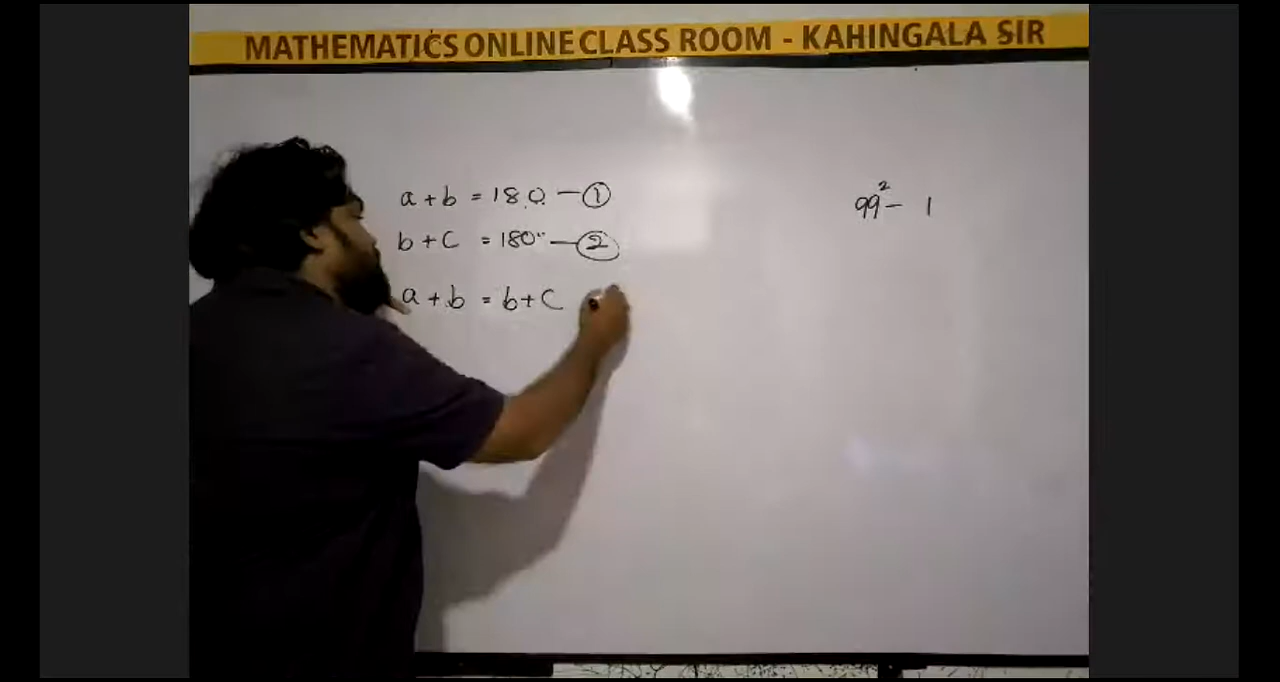 MATHEMATICS ONLINE CLASS ROOM - KAHINGALA SIR
a + b = 180 — ①
b + c = 180° — ②
a + b = b + c
99² - 1